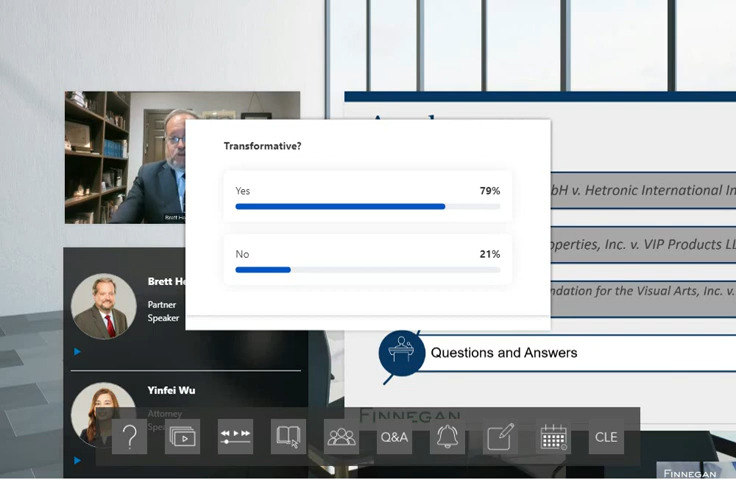 Transformative?
Yes 79%
No 21%
bH v. Hetronic International In
operties, Inc. v. VIP Products LL
ndation for the Visual Arts, Inc. v.
Questions and Answers
FINNEGAN
Brett He
Partner
Speaker
Yinfei Wu
Attorney
Q&A
CLE
FINNEGAN